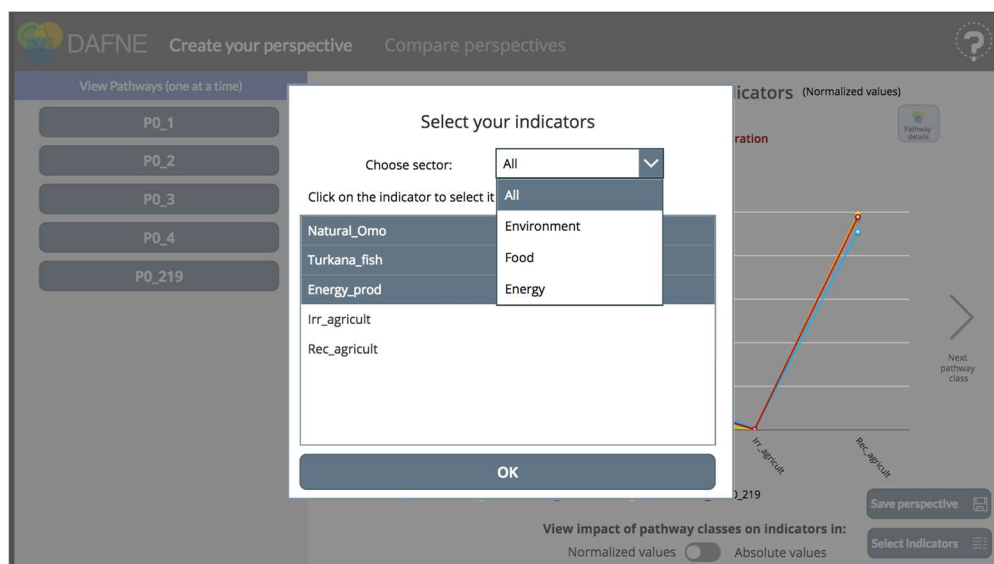 DAFNE Create your perspective Compare perspectives ?
View Pathways (one at a time)
P0_1
P0_2
P0_3
P0_4
P0_219
icators (Normalized values)
Pathway details
ration
Select your indicators
Choose sector: All
Click on the indicator to select it
All
Environment
Food
Energy
Natural_Omo
Turkana_fish
Energy_prod
Irr_agricult
Rec_agricult
OK
Next
pathway
class
Irr_agricult
Rec_agricult
0_219
Save perspective
View impact of pathway classes on indicators in:
Normalized values Absolute values
Select Indicators